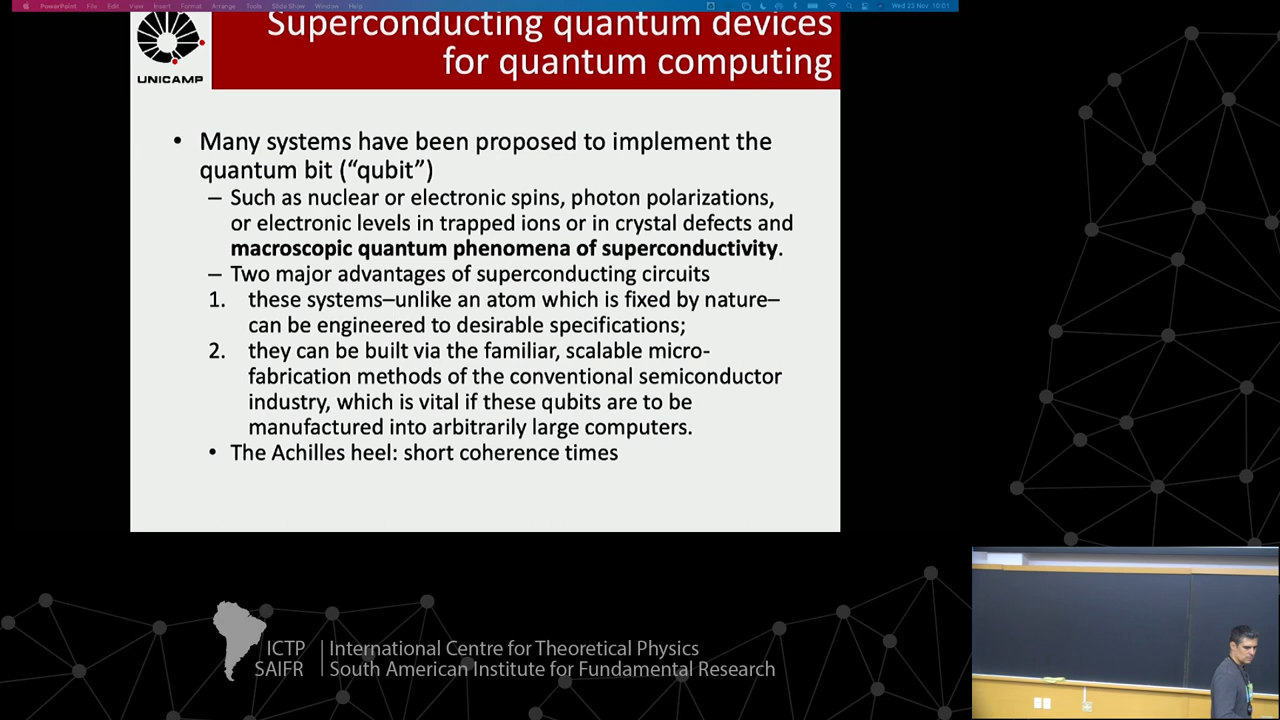 PowerPoint File Edit View Insert Format Arrange Tools Slide Show Window Help
Wed 23 Nov 10:01
UNICAMP
Superconducting quantum devices
for quantum computing
• Many systems have been proposed to implement the
quantum bit (“qubit”)
– Such as nuclear or electronic spins, photon polarizations,
or electronic levels in trapped ions or in crystal defects and
macroscopic quantum phenomena of superconductivity.
– Two major advantages of superconducting circuits
1. these systems–unlike an atom which is fixed by nature–
can be engineered to desirable specifications;
2. they can be built via the familiar, scalable micro-
fabrication methods of the conventional semiconductor
industry, which is vital if these qubits are to be
manufactured into arbitrarily large computers.
• The Achilles heel: short coherence times
ICTP
SAIFR
International Centre for Theoretical Physics
South American Institute for Fundamental Research